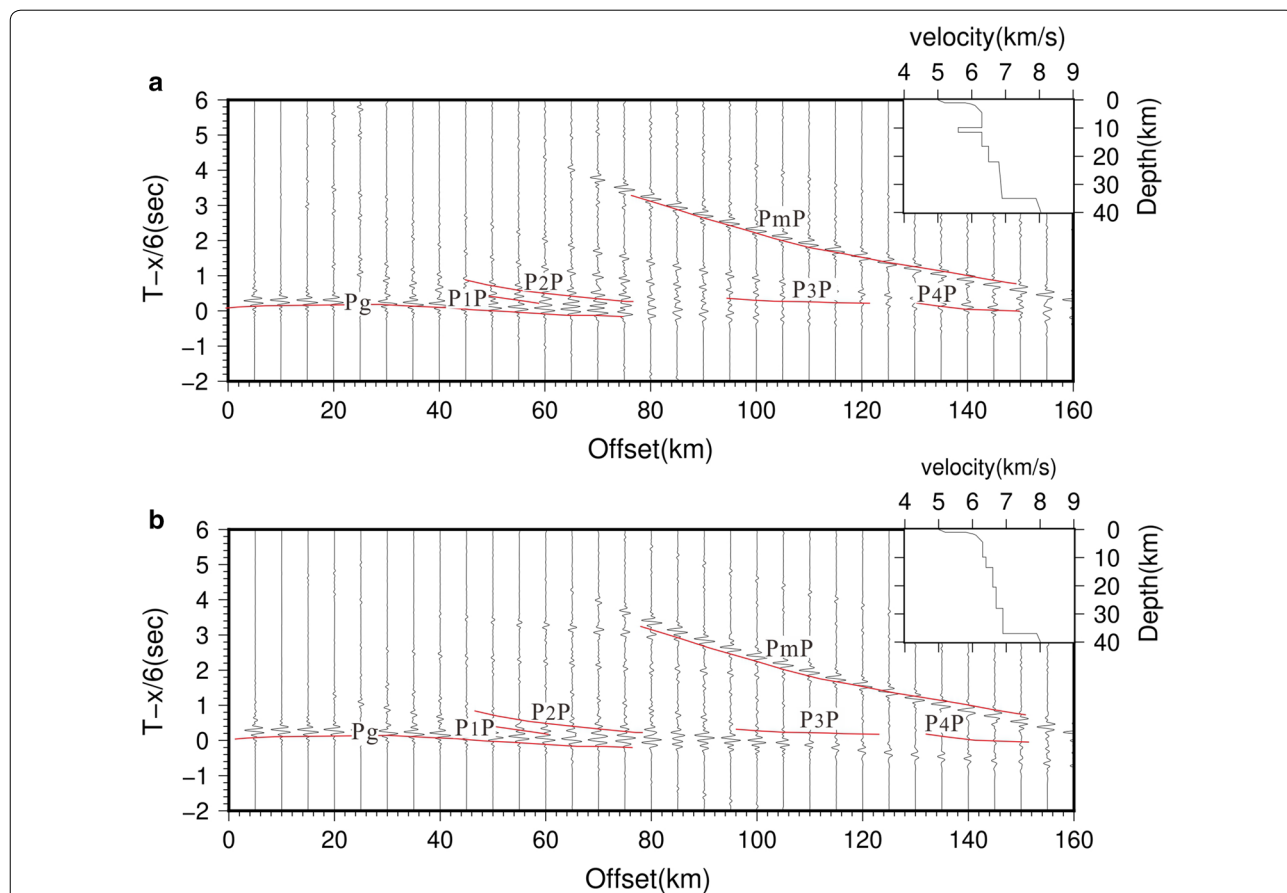 velocity(km/s)
4 5 6 7 8 9
a
6
5
4
3
2
1
0
−1
−2
T−x/6(sec)
0
10
20
30
40
Depth(km)
PmP
P2P
P1P
Pg
P3P
P4P
0 20 40 60 80 100 120 140 160
Offset(km)
velocity(km/s)
4 5 6 7 8 9
b
6
5
4
3
2
1
0
−1
−2
T−x/6(sec)
0
10
20
30
40
Depth(km)
PmP
P2P
P1P
Pg
P3P
P4P
0 20 40 60 80 100 120 140 160
Offset(km)